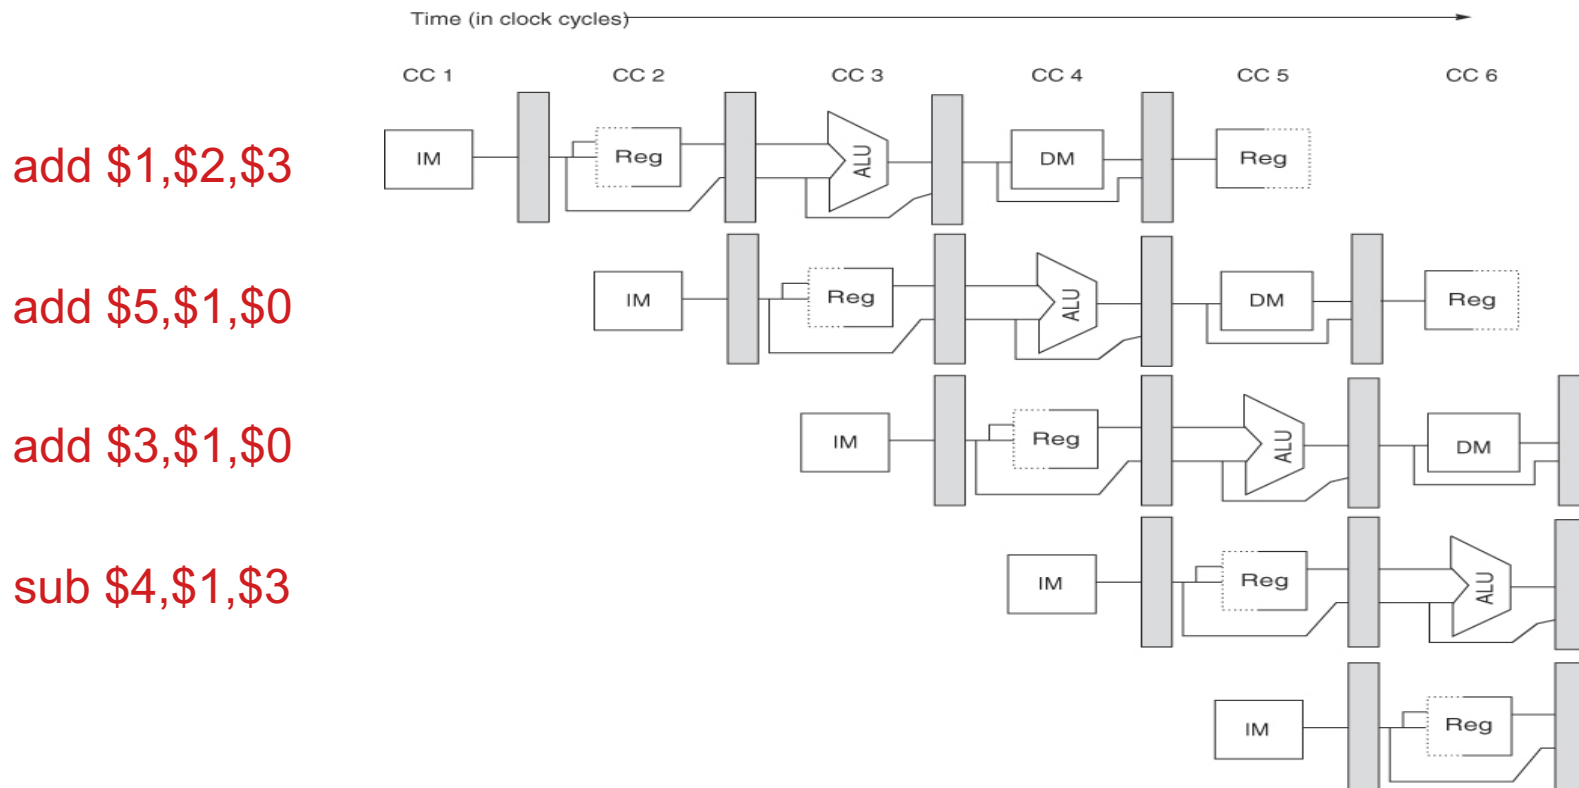 Time (in clock cycles)
CC 1 CC 2 CC 3 CC 4 CC 5 CC 6
add $1,$2,$3 IM Reg ALU DM Reg
add $5,$1,$0 IM Reg ALU DM Reg
add $3,$1,$0 IM Reg ALU DM
sub $4,$1,$3 IM Reg ALU
IM Reg